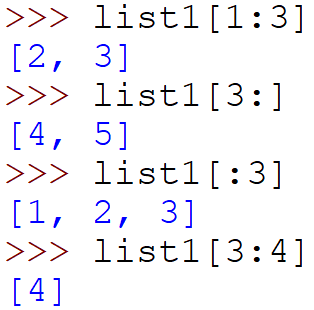 >>> list1[1:3]
[2, 3]
>>> list1[3:]
[4, 5]
>>> list1[:3]
[1, 2, 3]
>>> list1[3:4]
[4]